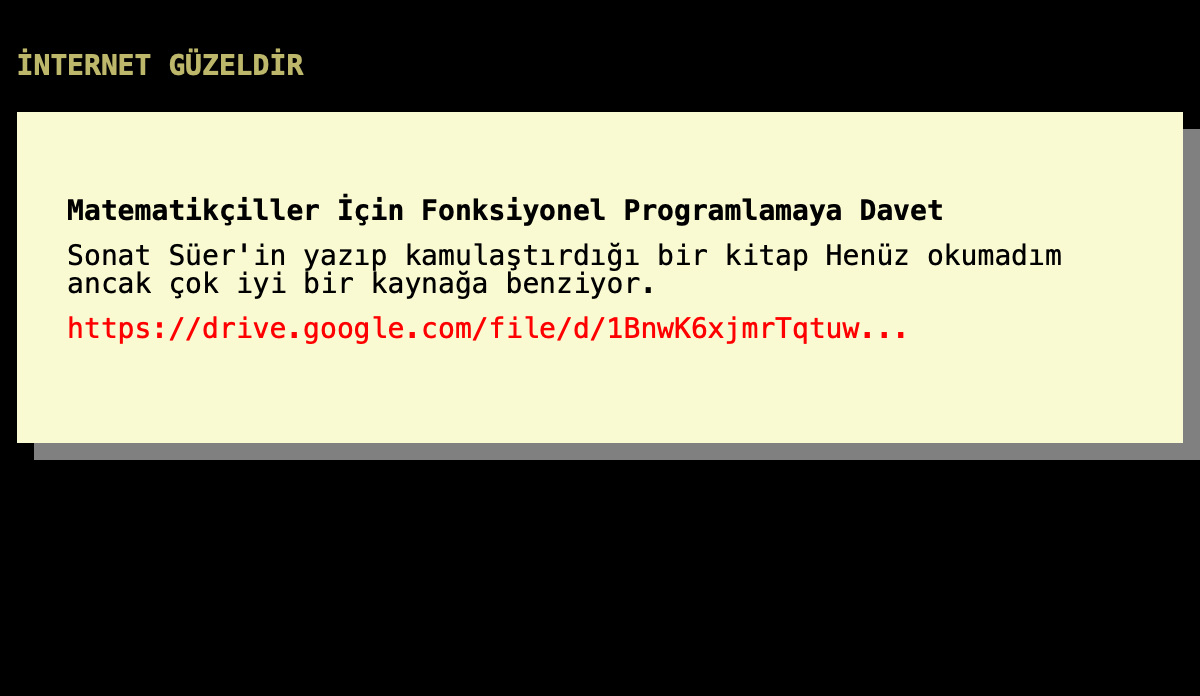 İNTERNET GÜZELDİR
Matematikçiller İçin Fonksiyonel Programlamaya Davet
Sonat Süer'in yazıp kamulaştırdığı bir kitap Henüz okumadım
ancak çok iyi bir kaynağa benziyor.
https://drive.google.com/file/d/1BnwK6xjmrTqtuw...